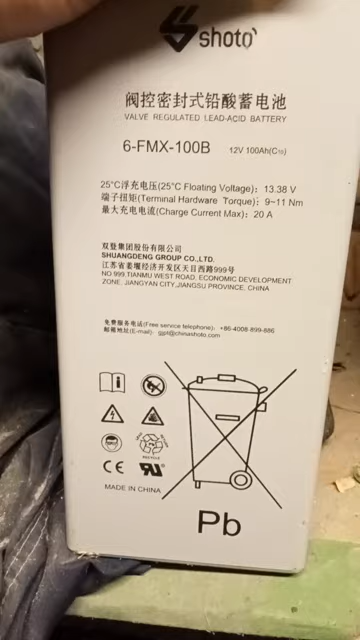 shoto
阀控密封式铅酸蓄电池
VALVE REGULATED LEAD-ACID BATTERY
6-FMX-100B 12V 100Ah(C₁₀)
25°C浮充电压(25°C Floating Voltage): 13.38 V
端子扭矩(Terminal Hardware Torque): 9~11 Nm
最大充电电流(Charge Current Max): 20 A
双登集团股份有限公司
SHUANGDENG GROUP CO.,LTD.
江苏省姜堰经济开发区天目西路999号
NO.999,TIANMU WEST ROAD, ECONOMIC DEVELOPMENT
ZONE, JIANGYAN CITY,JIANGSU PROVINCE, CHINA
免费服务电话(Free service telephone): +86-4008-899-886
邮箱地址(E-mail): ggpt@chinashoto.com
RECYCLE
CE
MADE IN CHINA
Pb